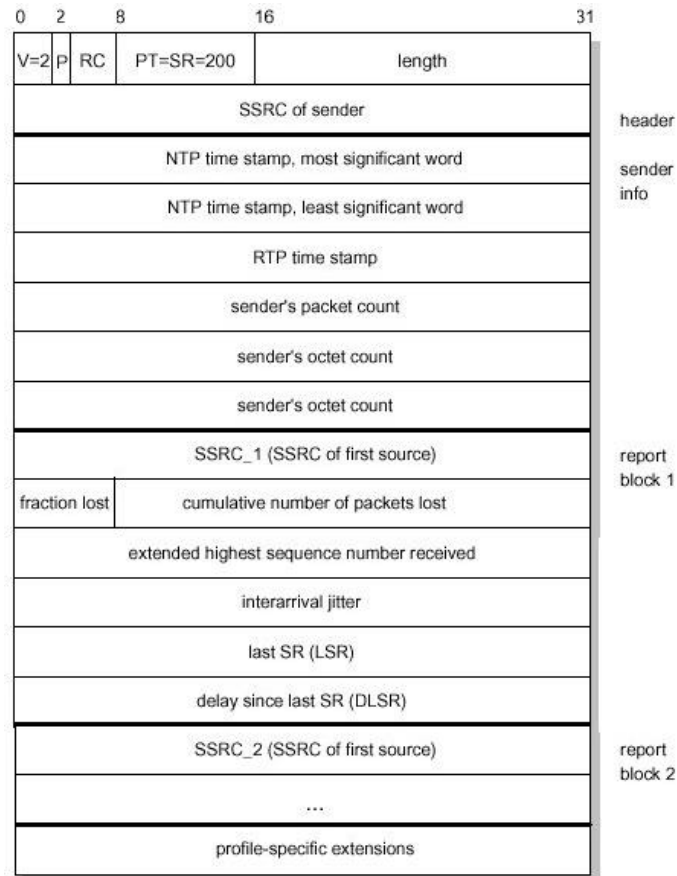 0 2 8 16 31
V=2 P RC PT=SR=200 length
SSRC of sender
header
NTP time stamp, most significant word
sender
info
NTP time stamp, least significant word
RTP time stamp
sender's packet count
sender's octet count
sender's octet count
SSRC_1 (SSRC of first source)
report
block 1
fraction lost cumulative number of packets lost
extended highest sequence number received
interarrival jitter
last SR (LSR)
delay since last SR (DLSR)
SSRC_2 (SSRC of first source)
report
block 2
...
profile-specific extensions